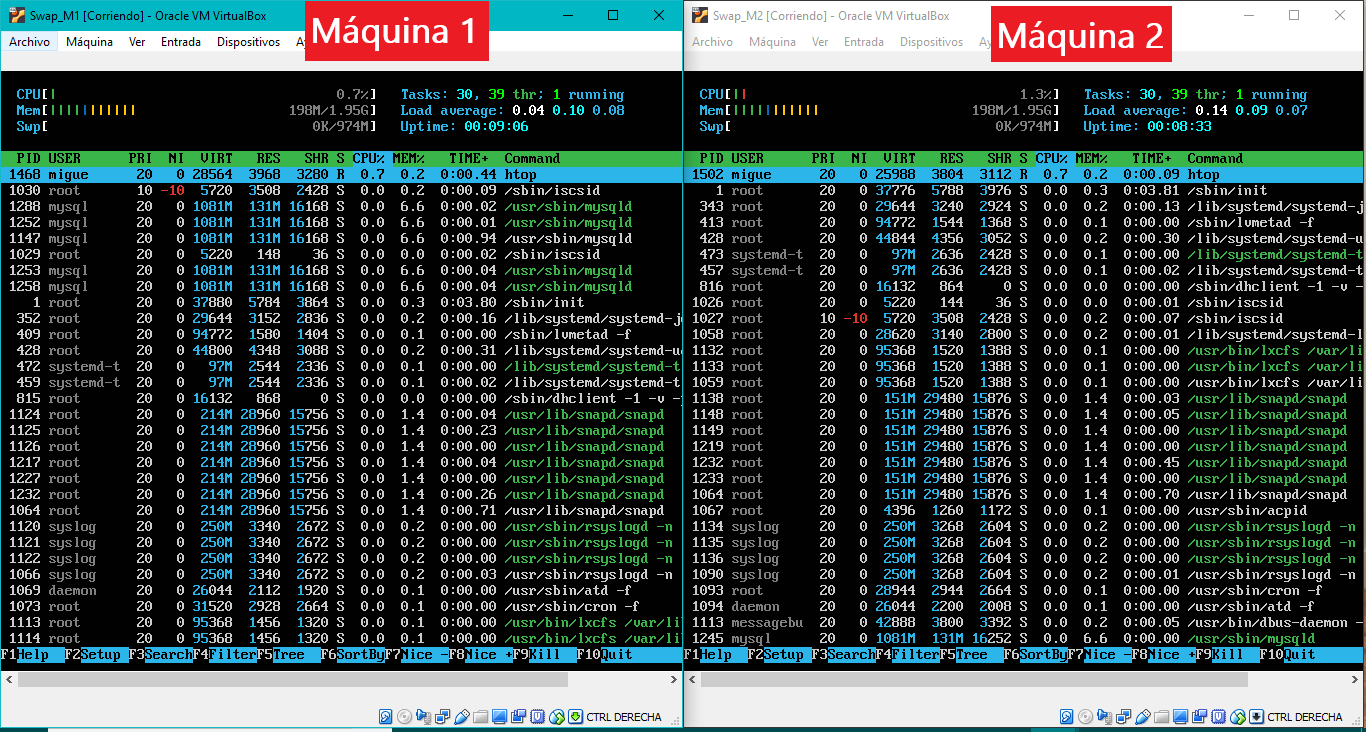 Swap_M1 [Corriendo] - Oracle VM VirtualBox
Máquina 1
Archivo Máquina Ver Entrada Dispositivos
CPU[| 0.7%] Tasks: 30, 39 thr; 1 running
Mem[||||||||||| 198M/1.95G] Load average: 0.04 0.10 0.08
Swp[ 0K/974M] Uptime: 00:09:06
PID USER PRI NI VIRT RES SHR S CPU% MEM% TIME+ Command
1468 migue 20 0 28564 3968 3280 R 0.7 0.2 0:00.44 htop
1030 root 10 -10 5720 3508 2428 S 0.0 0.2 0:00.09 /sbin/iscsid
1288 mysql 20 0 1081M 131M 16168 S 0.0 6.6 0:00.02 /usr/sbin/mysqld
1252 mysql 20 0 1081M 131M 16168 S 0.0 6.6 0:00.01 /usr/sbin/mysqld
1147 mysql 20 0 1081M 131M 16168 S 0.0 6.6 0:00.94 /usr/sbin/mysqld
1029 root 20 0 5220 148 36 S 0.0 0.0 0:00.02 /sbin/iscsid
1253 mysql 20 0 1081M 131M 16168 S 0.0 6.6 0:00.04 /usr/sbin/mysqld
1258 mysql 20 0 1081M 131M 16168 S 0.0 6.6 0:00.04 /usr/sbin/mysqld
1 root 20 0 37880 5784 3864 S 0.0 0.3 0:03.80 /sbin/init
352 root 20 0 29644 3152 2836 S 0.0 0.2 0:00.16 /lib/systemd/systemd-j
409 root 20 0 94772 1580 1404 S 0.0 0.1 0:00.00 /sbin/lvmetad -f
428 root 20 0 44800 4348 3088 S 0.0 0.2 0:00.31 /lib/systemd/systemd-u
472 systemd-t 20 0 97M 2544 2336 S 0.0 0.1 0:00.00 /lib/systemd/systemd-t
459 systemd-t 20 0 97M 2544 2336 S 0.0 0.1 0:00.02 /lib/systemd/systemd-t
815 root 20 0 16132 868 0 S 0.0 0.0 0:00.00 /sbin/dhclient -1 -v -
1124 root 20 0 214M 28960 15756 S 0.0 1.4 0:00.04 /usr/lib/snapd/snapd
1125 root 20 0 214M 28960 15756 S 0.0 1.4 0:00.23 /usr/lib/snapd/snapd
1126 root 20 0 214M 28960 15756 S 0.0 1.4 0:00.00 /usr/lib/snapd/snapd
1217 root 20 0 214M 28960 15756 S 0.0 1.4 0:00.04 /usr/lib/snapd/snapd
1227 root 20 0 214M 28960 15756 S 0.0 1.4 0:00.00 /usr/lib/snapd/snapd
1232 root 20 0 214M 28960 15756 S 0.0 1.4 0:00.26 /usr/lib/snapd/snapd
1064 root 20 0 214M 28960 15756 S 0.0 1.4 0:00.71 /usr/lib/snapd/snapd
1120 syslog 20 0 250M 3340 2672 S 0.0 0.2 0:00.00 /usr/sbin/rsyslogd -n
1121 syslog 20 0 250M 3340 2672 S 0.0 0.2 0:00.00 /usr/sbin/rsyslogd -n
1122 syslog 20 0 250M 3340 2672 S 0.0 0.2 0:00.00 /usr/sbin/rsyslogd -n
1066 syslog 20 0 250M 3340 2672 S 0.0 0.2 0:00.03 /usr/sbin/rsyslogd -n
1069 daemon 20 0 26044 2112 1920 S 0.0 0.1 0:00.00 /usr/sbin/atd -f
1073 root 20 0 31520 2928 2664 S 0.0 0.1 0:00.00 /usr/sbin/cron -f
1113 root 20 0 95368 1456 1320 S 0.0 0.1 0:00.00 /usr/bin/lxcfs /var/li
1114 root 20 0 95368 1456 1320 S 0.0 0.1 0:00.00 /usr/bin/lxcfs /var/li
F1Help F2Setup F3SearchF4FilterF5Tree F6SortByF7Nice -F8Nice +F9Kill F10Quit
CTRL DERECHA
Swap_M2 [Corriendo] - Oracle VM VirtualBox
Máquina 2
Archivo Máquina Ver Entrada Dispositivos
CPU[|| 1.3%] Tasks: 30, 39 thr; 1 running
Mem[||||||||||| 198M/1.95G] Load average: 0.14 0.09 0.07
Swp[ 0K/974M] Uptime: 00:08:33
PID USER PRI NI VIRT RES SHR S CPU% MEM% TIME+ Command
1502 migue 20 0 25988 3804 3112 R 0.7 0.2 0:00.09 htop
1 root 20 0 37776 5788 3976 S 0.0 0.3 0:03.81 /sbin/init
343 root 20 0 29644 3240 2924 S 0.0 0.2 0:00.13 /lib/systemd/systemd-j
413 root 20 0 94772 1544 1368 S 0.0 0.1 0:00.00 /sbin/lvmetad -f
428 root 20 0 44844 4356 3052 S 0.0 0.2 0:00.30 /lib/systemd/systemd-u
473 systemd-t 20 0 97M 2636 2428 S 0.0 0.1 0:00.00 /lib/systemd/systemd-t
457 systemd-t 20 0 97M 2636 2428 S 0.0 0.1 0:00.02 /lib/systemd/systemd-t
816 root 20 0 16132 864 0 S 0.0 0.0 0:00.00 /sbin/dhclient -1 -v -
1026 root 20 0 5220 144 36 S 0.0 0.0 0:00.01 /sbin/iscsid
1027 root 10 -10 5720 3508 2428 S 0.0 0.2 0:00.07 /sbin/iscsid
1058 root 20 0 28620 3140 2800 S 0.0 0.2 0:00.01 /lib/systemd/systemd-l
1132 root 20 0 95368 1520 1388 S 0.0 0.1 0:00.00 /usr/bin/lxcfs /var/li
1133 root 20 0 95368 1520 1388 S 0.0 0.1 0:00.00 /usr/bin/lxcfs /var/li
1059 root 20 0 95368 1520 1388 S 0.0 0.1 0:00.00 /usr/bin/lxcfs /var/li
1138 root 20 0 151M 29480 15876 S 0.0 1.4 0:00.03 /usr/lib/snapd/snapd
1148 root 20 0 151M 29480 15876 S 0.0 1.4 0:00.05 /usr/lib/snapd/snapd
1149 root 20 0 151M 29480 15876 S 0.0 1.4 0:00.00 /usr/lib/snapd/snapd
1219 root 20 0 151M 29480 15876 S 0.0 1.4 0:00.00 /usr/lib/snapd/snapd
1232 root 20 0 151M 29480 15876 S 0.0 1.4 0:00.45 /usr/lib/snapd/snapd
1233 root 20 0 151M 29480 15876 S 0.0 1.4 0:00.00 /usr/lib/snapd/snapd
1064 root 20 0 151M 29480 15876 S 0.0 1.4 0:00.70 /usr/lib/snapd/snapd
1067 root 20 0 4396 1260 1172 S 0.0 0.1 0:00.00 /usr/sbin/acpid
1134 syslog 20 0 250M 3268 2604 S 0.0 0.2 0:00.00 /usr/sbin/rsyslogd -n
1135 syslog 20 0 250M 3268 2604 S 0.0 0.2 0:00.00 /usr/sbin/rsyslogd -n
1136 syslog 20 0 250M 3268 2604 S 0.0 0.2 0:00.00 /usr/sbin/rsyslogd -n
1090 syslog 20 0 250M 3268 2604 S 0.0 0.2 0:00.01 /usr/sbin/rsyslogd -n
1093 root 20 0 28944 2944 2664 S 0.0 0.1 0:00.00 /usr/sbin/cron -f
1094 daemon 20 0 26044 2200 2008 S 0.0 0.1 0:00.00 /usr/sbin/atd -f
1113 messagebu 20 0 42888 3800 3392 S 0.0 0.2 0:00.05 /usr/bin/dbus-daemon -
1245 mysql 20 0 1081M 131M 16252 S 0.0 6.6 0:00.00 /usr/sbin/mysqld
F1Help F2Setup F3SearchF4FilterF5Tree F6SortByF7Nice -F8Nice +F9Kill F10Quit
CTRL DERECHA